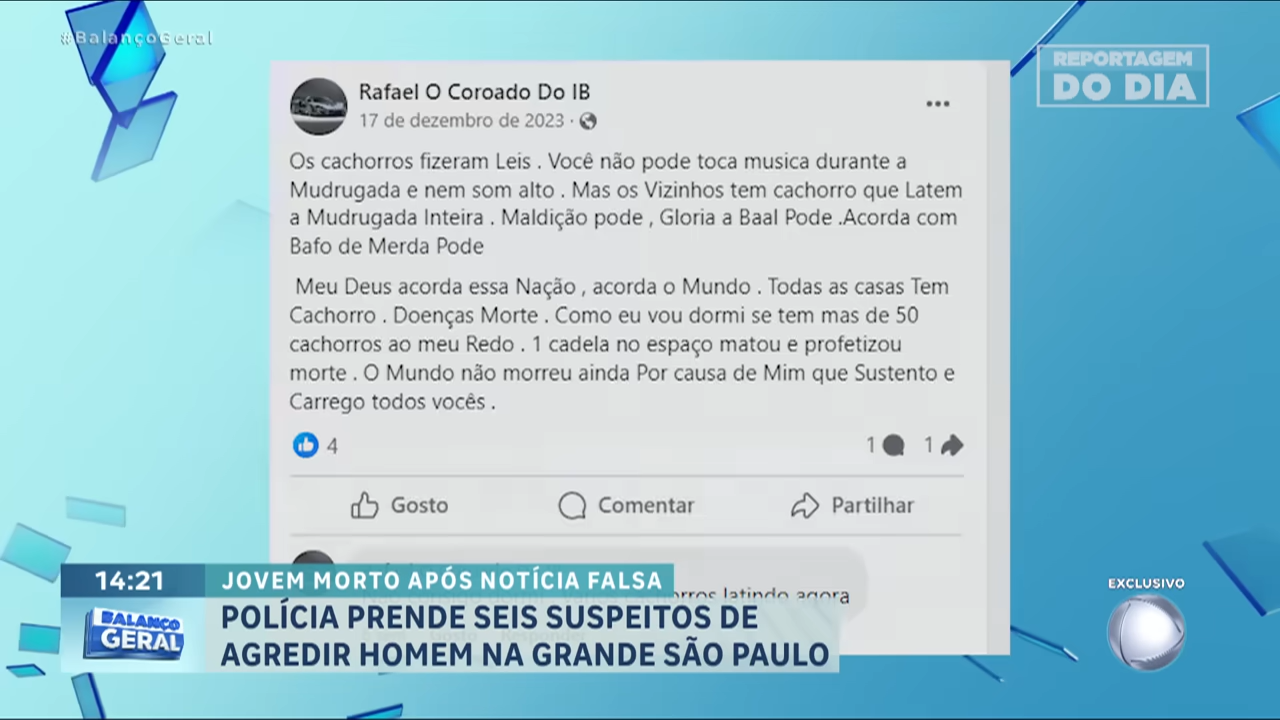 #BalançoGeral
REPORTAGEM
DO DIA
Rafael O Coroado Do IB
17 de dezembro de 2023 ·
Os cachorros fizeram Leis . Você não pode toca musica durante a
Mudrugada e nem som alto . Mas os Vizinhos tem cachorro que Latem
a Mudrugada Inteira . Maldição pode , Gloria a Baal Pode .Acorda com
Bafo de Merda Pode
Meu Deus acorda essa Nação , acorda o Mundo . Todas as casas Tem
Cachorro . Doenças Morte . Como eu vou dormi se tem mas de 50
cachorros ao meu Redo . 1 cadela no espaço matou e profetizou
morte . O Mundo não morreu ainda Por causa de Mim que Sustento e
Carrego todos vocês .
4
1 1
Gosto Comentar Partilhar
latindo agora
14:21 JOVEM MORTO APÓS NOTÍCIA FALSA
BALANÇO
GERAL
POLÍCIA PRENDE SEIS SUSPEITOS DE
AGREDIR HOMEM NA GRANDE SÃO PAULO
EXCLUSIVO